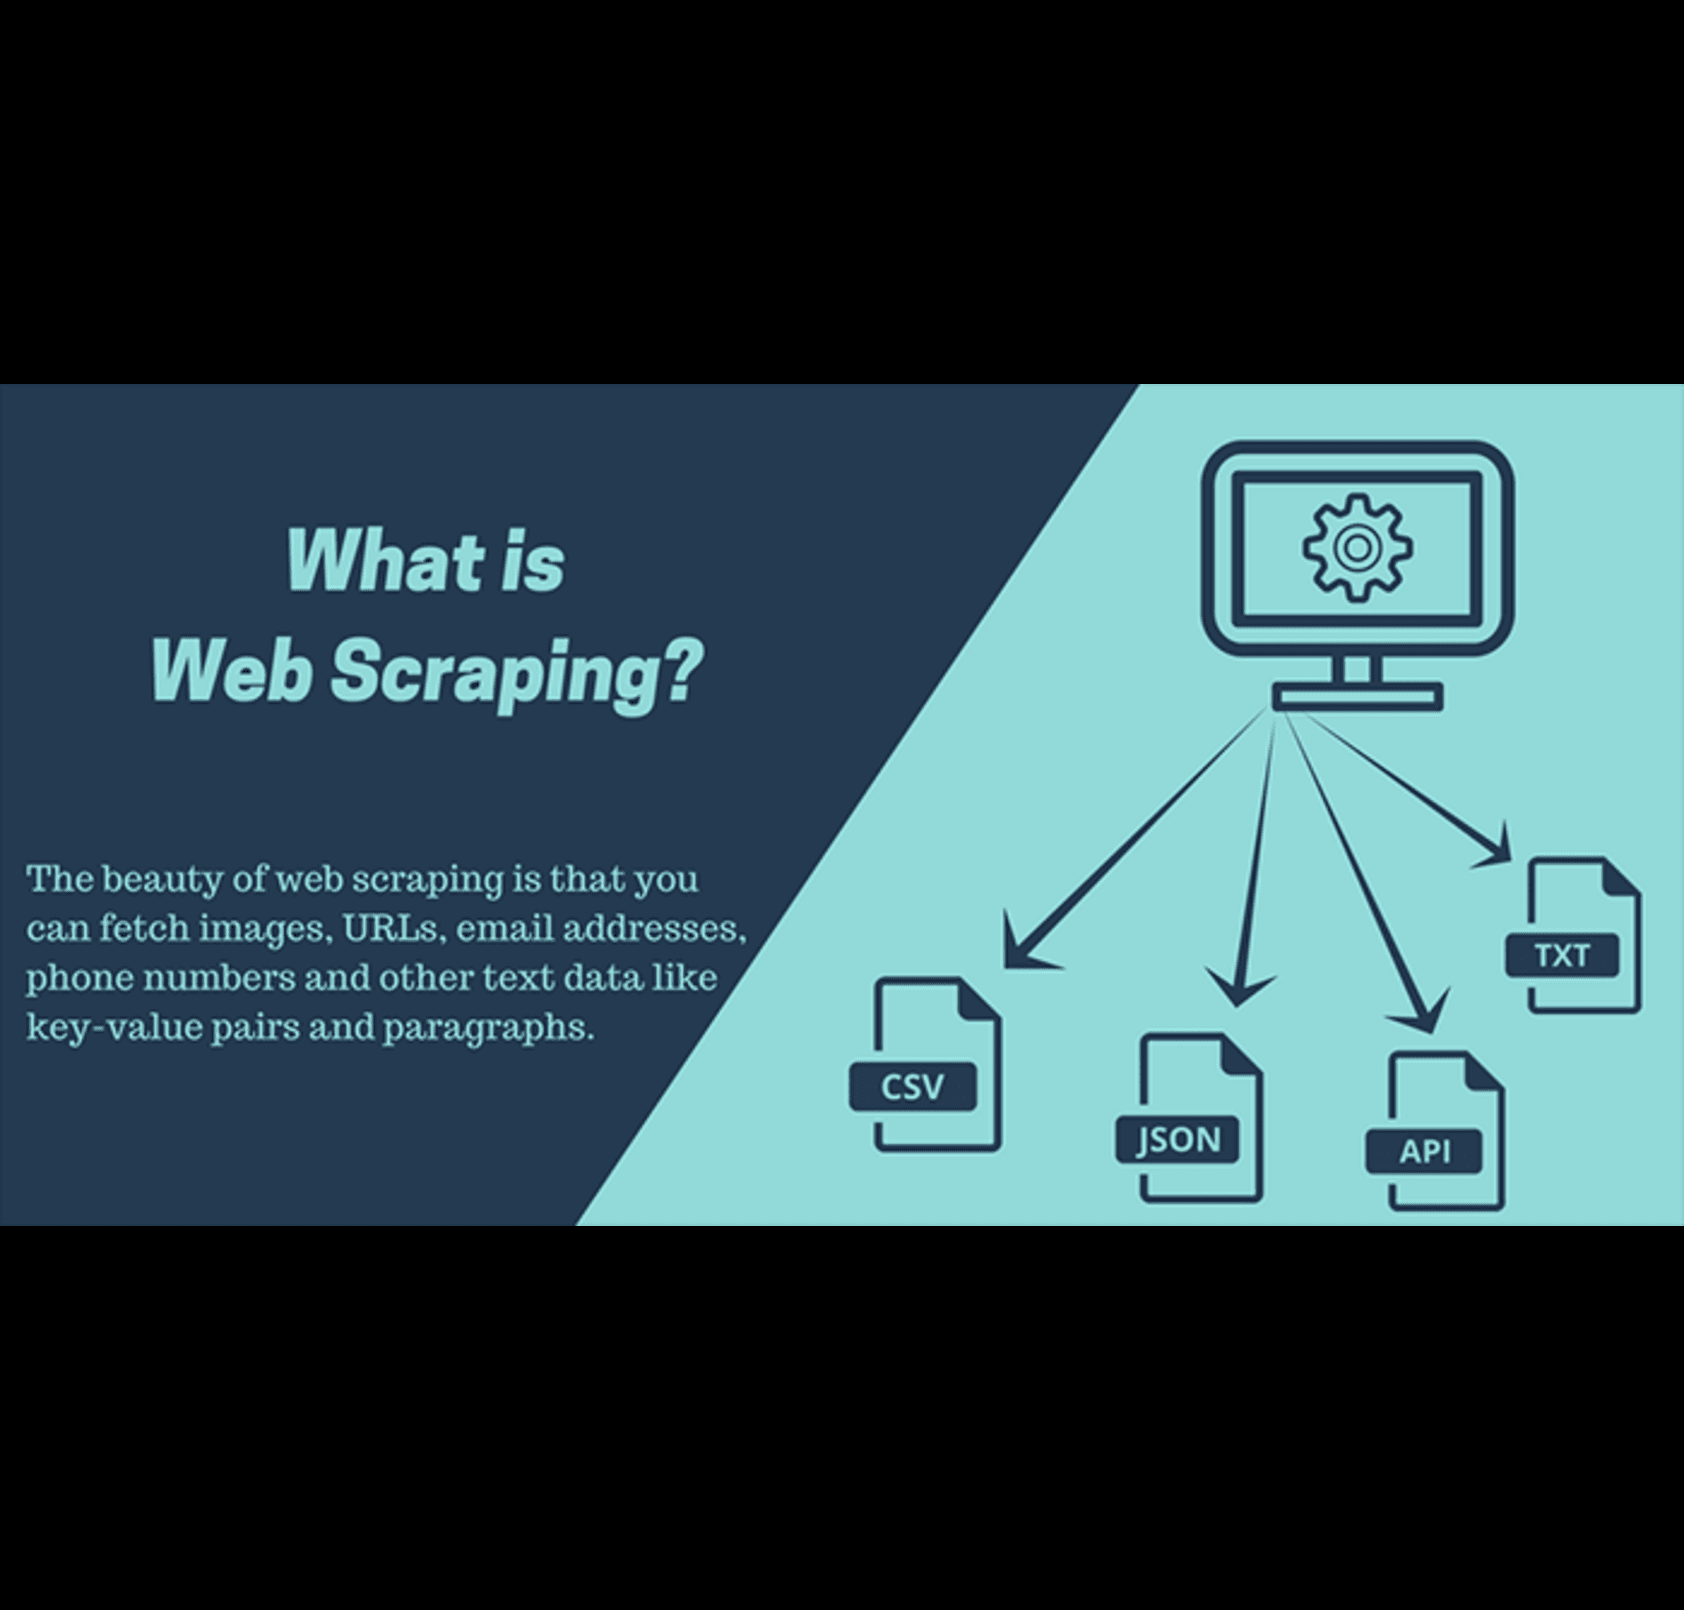 What is
Web Scraping?
The beauty of web scraping is that you
can fetch images, URLs, email addresses,
phone numbers and other text data like
key-value pairs and paragraphs.
CSV
JSON
API
TXT